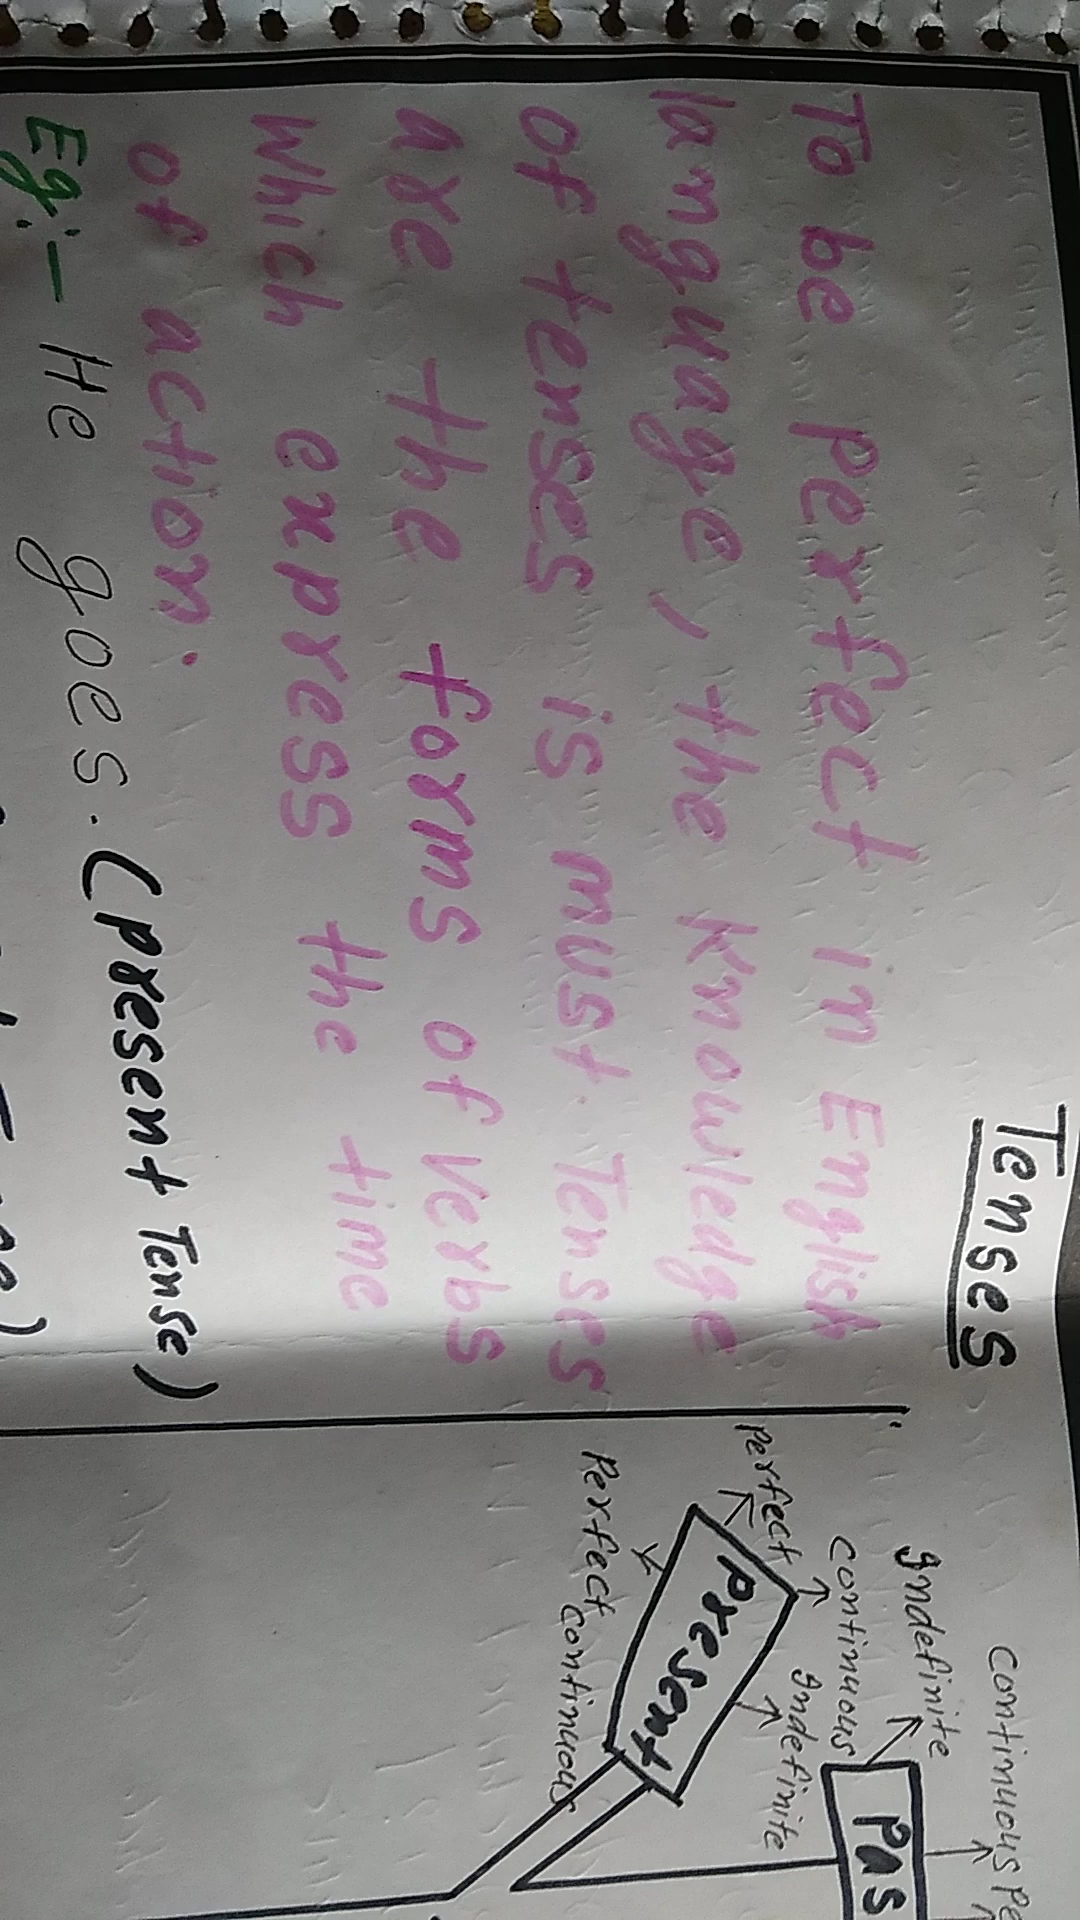 Tenses
To be perfect in English
language, the knowledge
of tenses is must. Tenses
are the forms of verbs
which express the time
of action.
Eg:- He goes. (Present Tense)
Continuous Pe
Indefinite
Continuous
Pas
Perfect
Indefinite
Present
Perfect Continuous